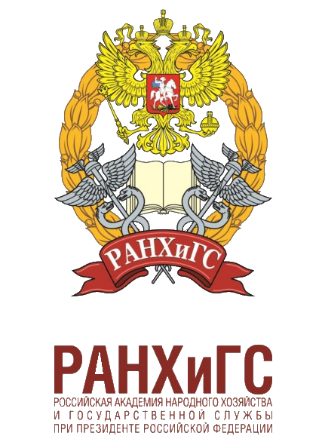 РАНХиГС
РАНХиГС
РОССИЙСКАЯ АКАДЕМИЯ НАРОДНОГО ХОЗЯЙСТВА
И ГОСУДАРСТВЕННОЙ СЛУЖБЫ
ПРИ ПРЕЗИДЕНТЕ РОССИЙСКОЙ ФЕДЕРАЦИИ